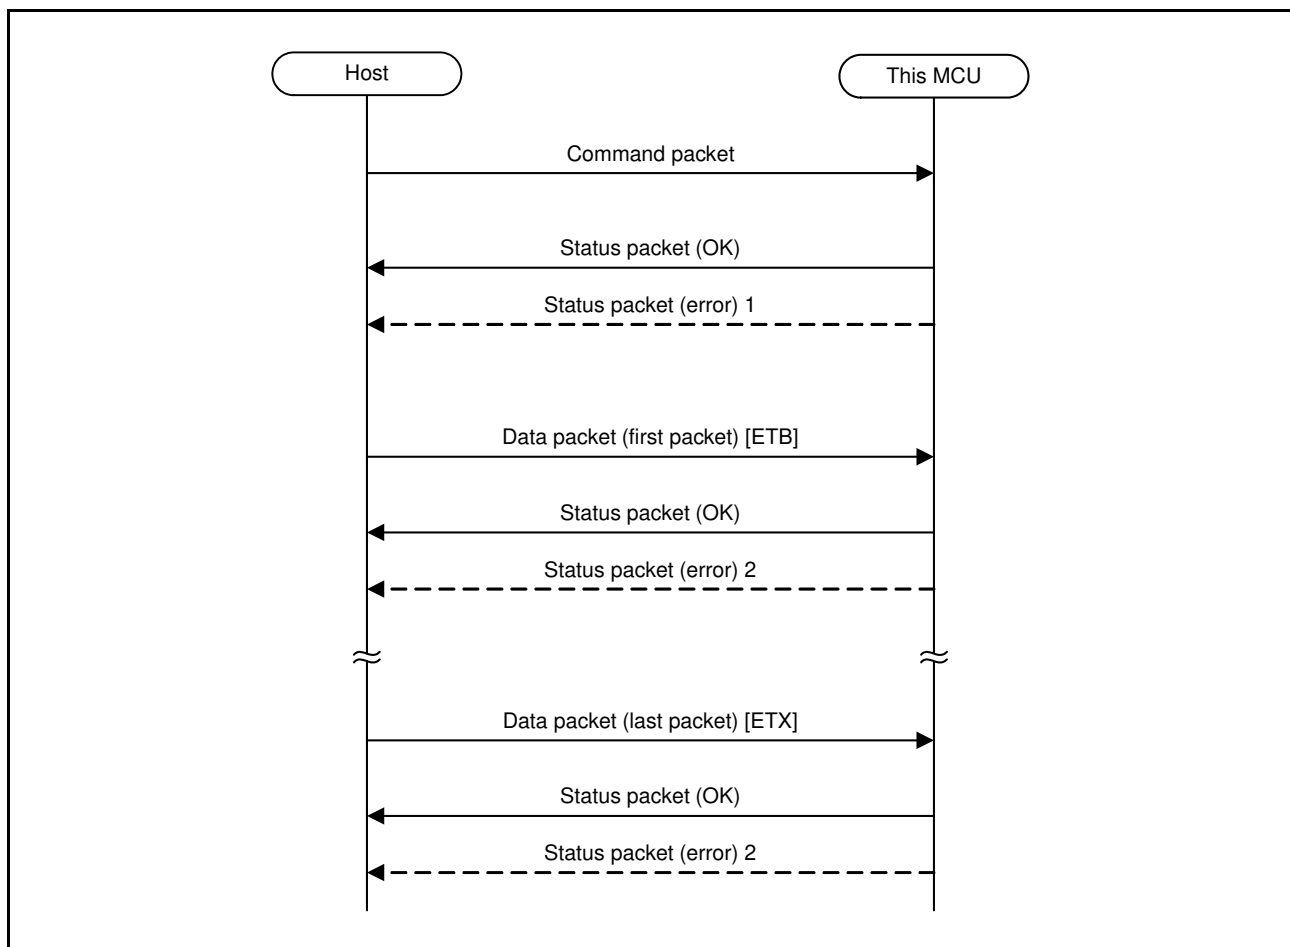 Host
This MCU
Command packet
Status packet (OK)
Status packet (error) 1
Data packet (first packet) [ETB]
Status packet (OK)
Status packet (error) 2
Data packet (last packet) [ETX]
Status packet (OK)
Status packet (error) 2